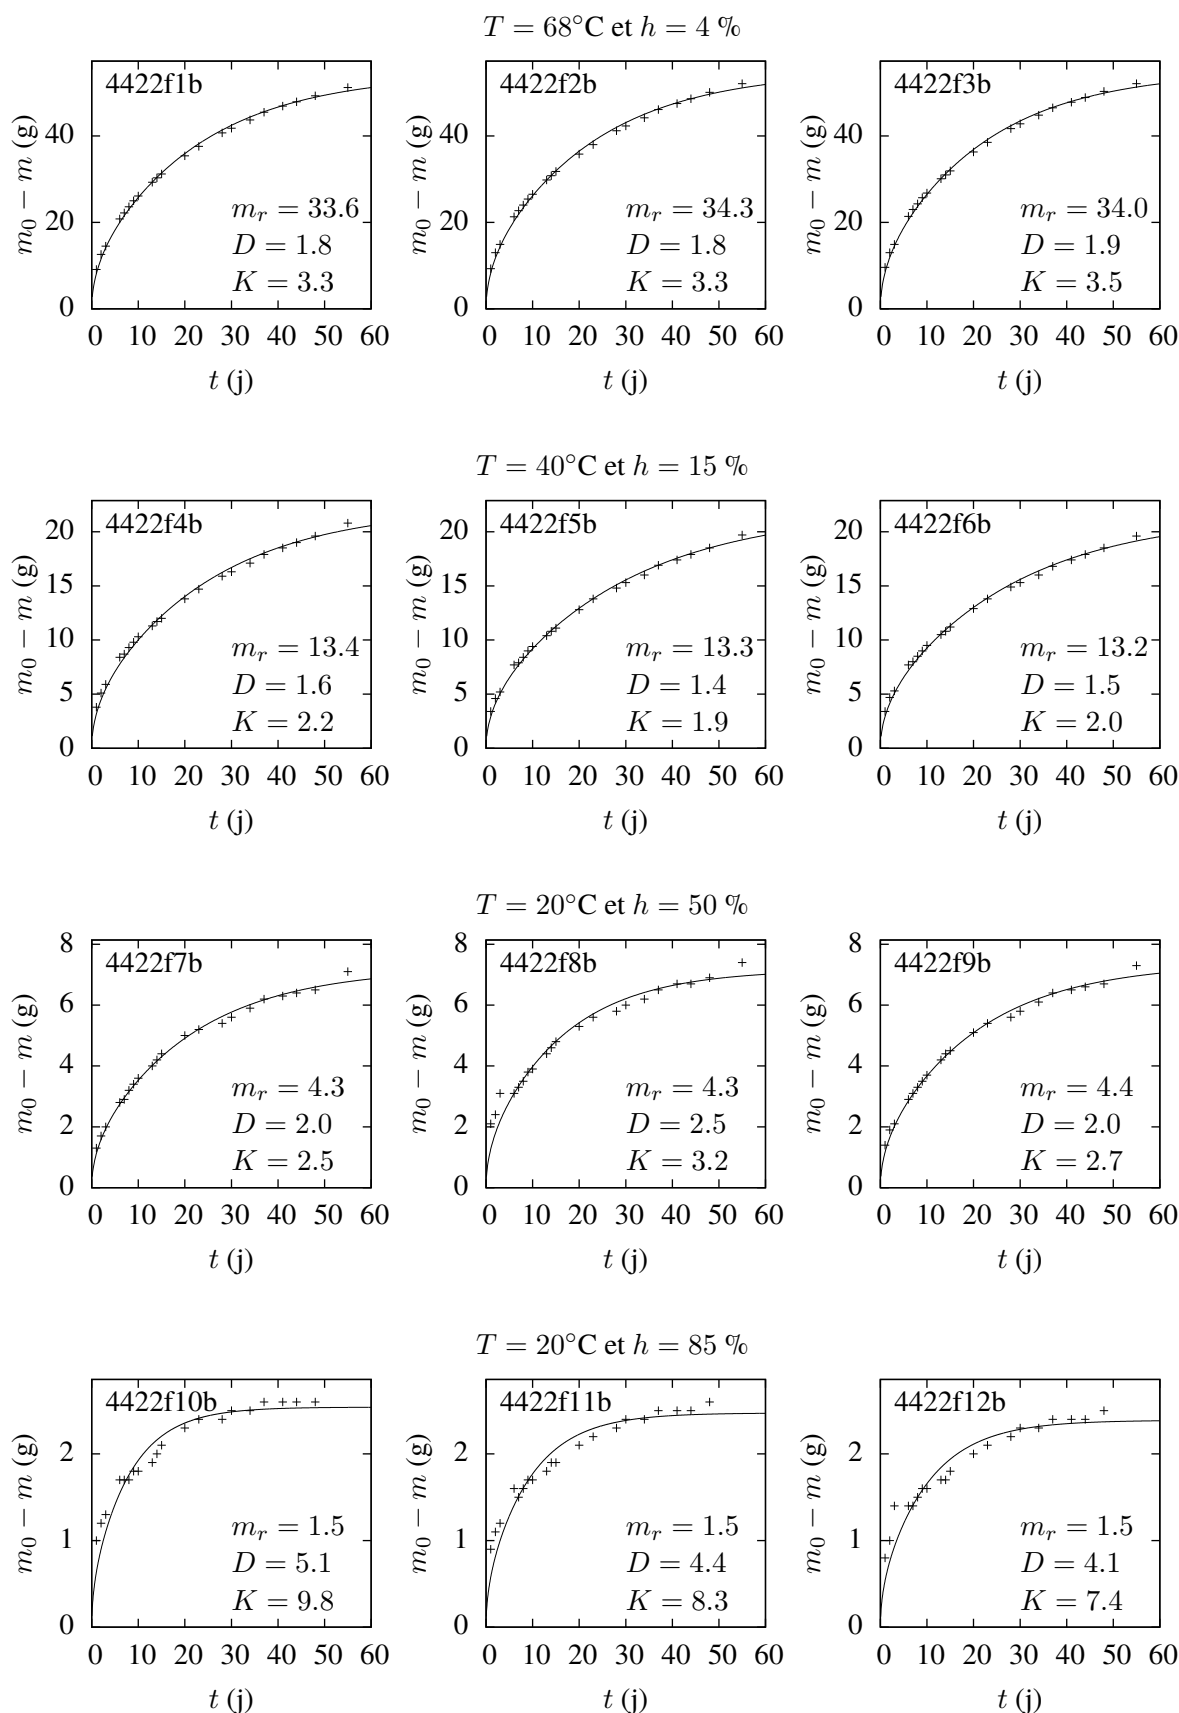 T = 68°C et h = 4 %
4422f1b
4422f2b
4422f3b
m₀ − m (g)
m₀ − m (g)
m₀ − m (g)
40
20
0
40
20
0
40
20
0
m_r = 33.6
D = 1.8
K = 3.3
m_r = 34.3
D = 1.8
K = 3.3
m_r = 34.0
D = 1.9
K = 3.5
0 10 20 30 40 50 60
0 10 20 30 40 50 60
0 10 20 30 40 50 60
t (j)
t (j)
t (j)
T = 40°C et h = 15 %
4422f4b
4422f5b
4422f6b
m₀ − m (g)
m₀ − m (g)
m₀ − m (g)
20
15
10
5
0
20
15
10
5
0
20
15
10
5
0
m_r = 13.4
D = 1.6
K = 2.2
m_r = 13.3
D = 1.4
K = 1.9
m_r = 13.2
D = 1.5
K = 2.0
0 10 20 30 40 50 60
0 10 20 30 40 50 60
0 10 20 30 40 50 60
t (j)
t (j)
t (j)
T = 20°C et h = 50 %
4422f7b
4422f8b
4422f9b
m₀ − m (g)
m₀ − m (g)
m₀ − m (g)
8
6
4
2
0
8
6
4
2
0
8
6
4
2
0
m_r = 4.3
D = 2.0
K = 2.5
m_r = 4.3
D = 2.5
K = 3.2
m_r = 4.4
D = 2.0
K = 2.7
0 10 20 30 40 50 60
0 10 20 30 40 50 60
0 10 20 30 40 50 60
t (j)
t (j)
t (j)
T = 20°C et h = 85 %
4422f10b
4422f11b
4422f12b
m₀ − m (g)
m₀ − m (g)
m₀ − m (g)
2
1
0
2
1
0
2
1
0
m_r = 1.5
D = 5.1
K = 9.8
m_r = 1.5
D = 4.4
K = 8.3
m_r = 1.5
D = 4.1
K = 7.4
0 10 20 30 40 50 60
0 10 20 30 40 50 60
0 10 20 30 40 50 60
t (j)
t (j)
t (j)